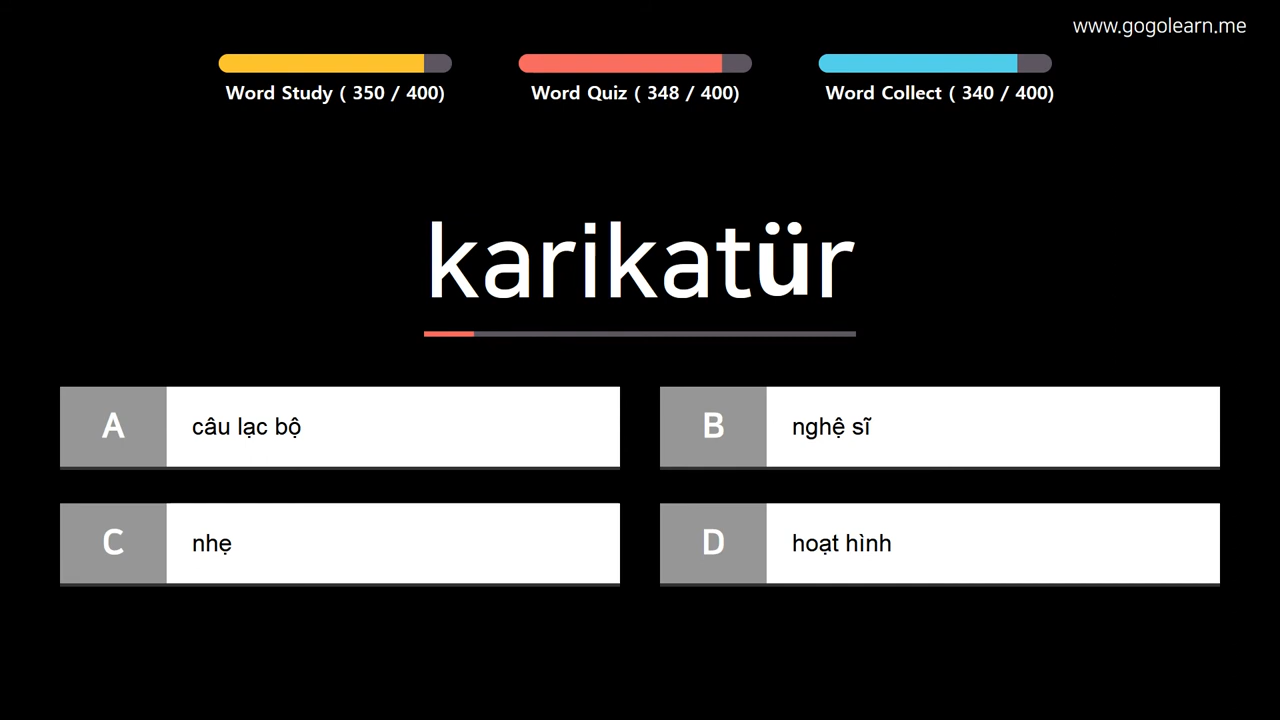 www.gogolearn.me
Word Study ( 350 / 400)
Word Quiz ( 348 / 400)
Word Collect ( 340 / 400)
karikatür
A
câu lạc bộ
B
nghệ sĩ
C
nhẹ
D
hoạt hình